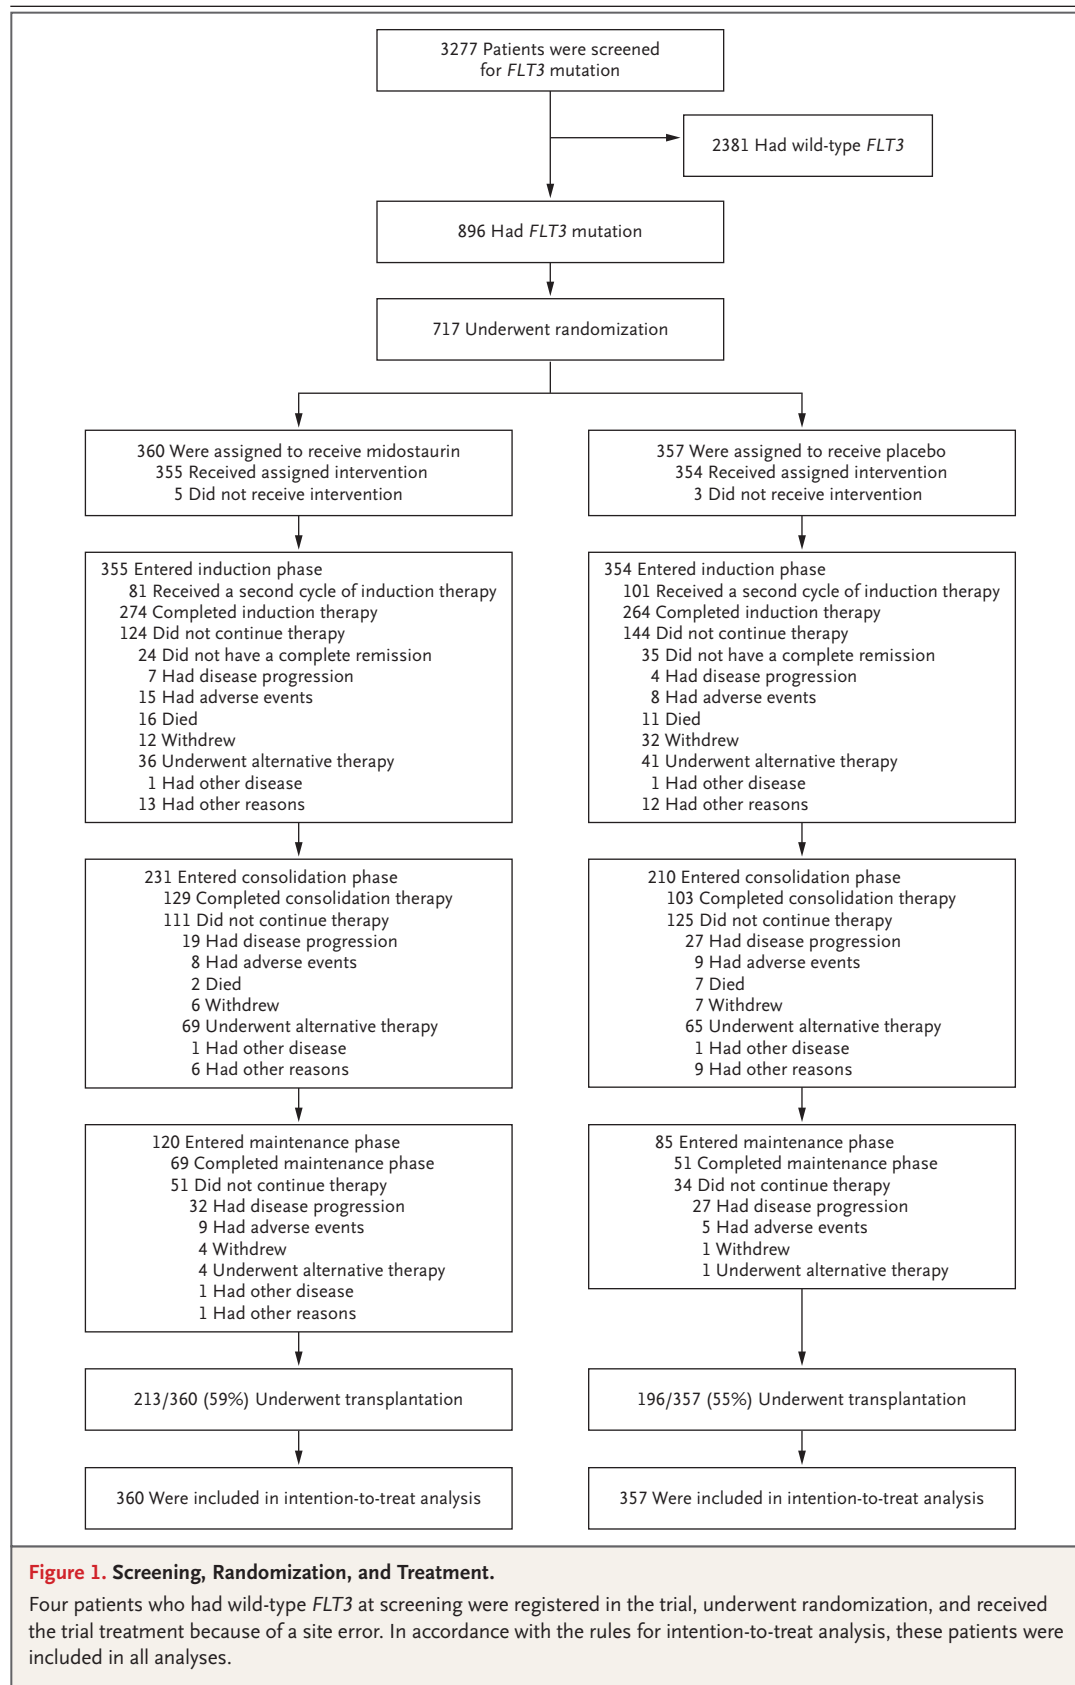 3277 Patients were screened
for FLT3 mutation
2381 Had wild-type FLT3
896 Had FLT3 mutation
717 Underwent randomization
360 Were assigned to receive midostaurin
355 Received assigned intervention
5 Did not receive intervention
357 Were assigned to receive placebo
354 Received assigned intervention
3 Did not receive intervention
355 Entered induction phase
81 Received a second cycle of induction therapy
274 Completed induction therapy
124 Did not continue therapy
24 Did not have a complete remission
7 Had disease progression
15 Had adverse events
16 Died
12 Withdrew
36 Underwent alternative therapy
1 Had other disease
13 Had other reasons
354 Entered induction phase
101 Received a second cycle of induction therapy
264 Completed induction therapy
144 Did not continue therapy
35 Did not have a complete remission
4 Had disease progression
8 Had adverse events
11 Died
32 Withdrew
41 Underwent alternative therapy
1 Had other disease
12 Had other reasons
231 Entered consolidation phase
129 Completed consolidation therapy
111 Did not continue therapy
19 Had disease progression
8 Had adverse events
2 Died
6 Withdrew
69 Underwent alternative therapy
1 Had other disease
6 Had other reasons
210 Entered consolidation phase
103 Completed consolidation therapy
125 Did not continue therapy
27 Had disease progression
9 Had adverse events
7 Died
7 Withdrew
65 Underwent alternative therapy
1 Had other disease
9 Had other reasons
120 Entered maintenance phase
69 Completed maintenance phase
51 Did not continue therapy
32 Had disease progression
9 Had adverse events
4 Withdrew
4 Underwent alternative therapy
1 Had other disease
1 Had other reasons
85 Entered maintenance phase
51 Completed maintenance phase
34 Did not continue therapy
27 Had disease progression
5 Had adverse events
1 Withdrew
1 Underwent alternative therapy
213/360 (59%) Underwent transplantation
196/357 (55%) Underwent transplantation
360 Were included in intention-to-treat analysis
357 Were included in intention-to-treat analysis
Figure 1. Screening, Randomization, and Treatment.
Four patients who had wild-type FLT3 at screening were registered in the trial, underwent randomization, and received
the trial treatment because of a site error. In accordance with the rules for intention-to-treat analysis, these patients were
included in all analyses.